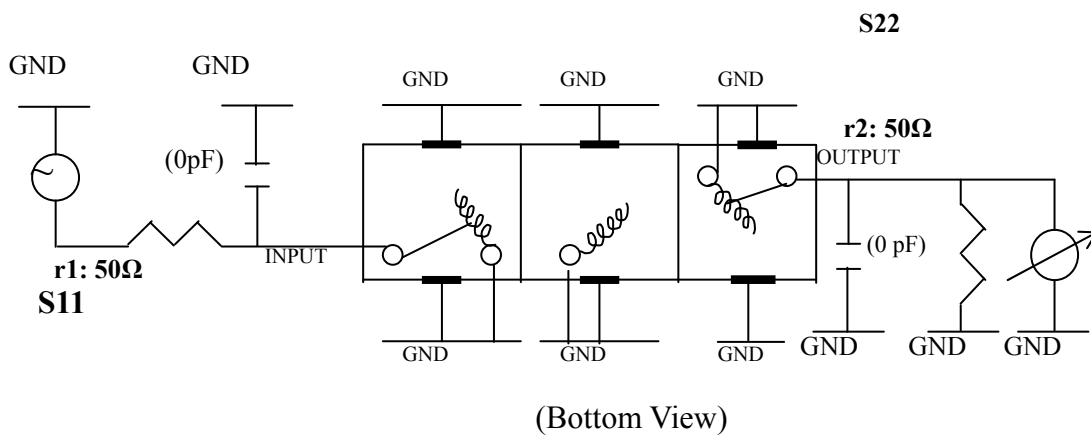 S22
GND
GND
GND
GND
GND
r2: 50Ω
(0pF)
OUTPUT
INPUT
(0 pF)
r1: 50Ω
S11
GND
GND
GND
GND
GND
GND
(Bottom View)